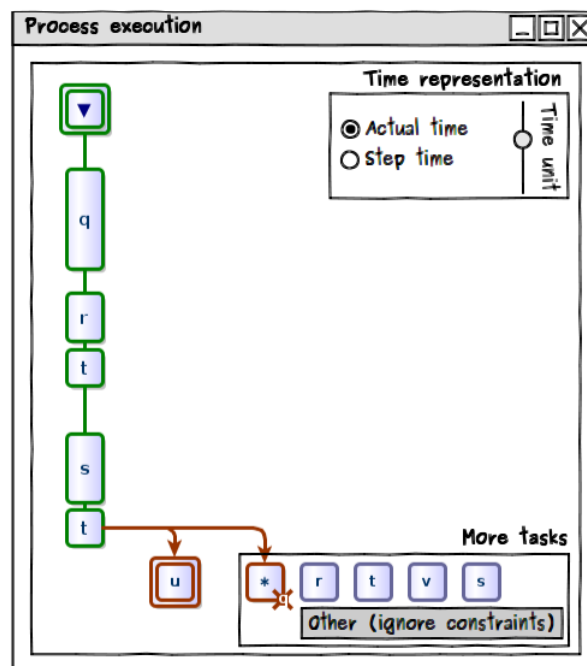 Process execution
Time representation
Actual time
Step time
Time unit
q
r
t
s
t
More tasks
u
* q r t v s
Other (ignore constraints)